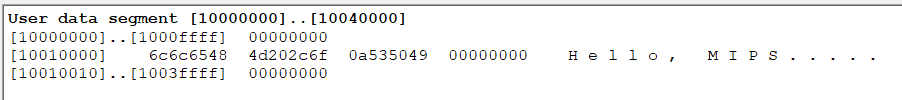 User data segment [10000000]..[10040000]
[10000000]..[1000ffff]  00000000
[10010000]    6c6c6548  4d202c6f  0a535049  00000000    H e l l o ,   M I P S . . . . .
[10010010]..[1003ffff]  00000000